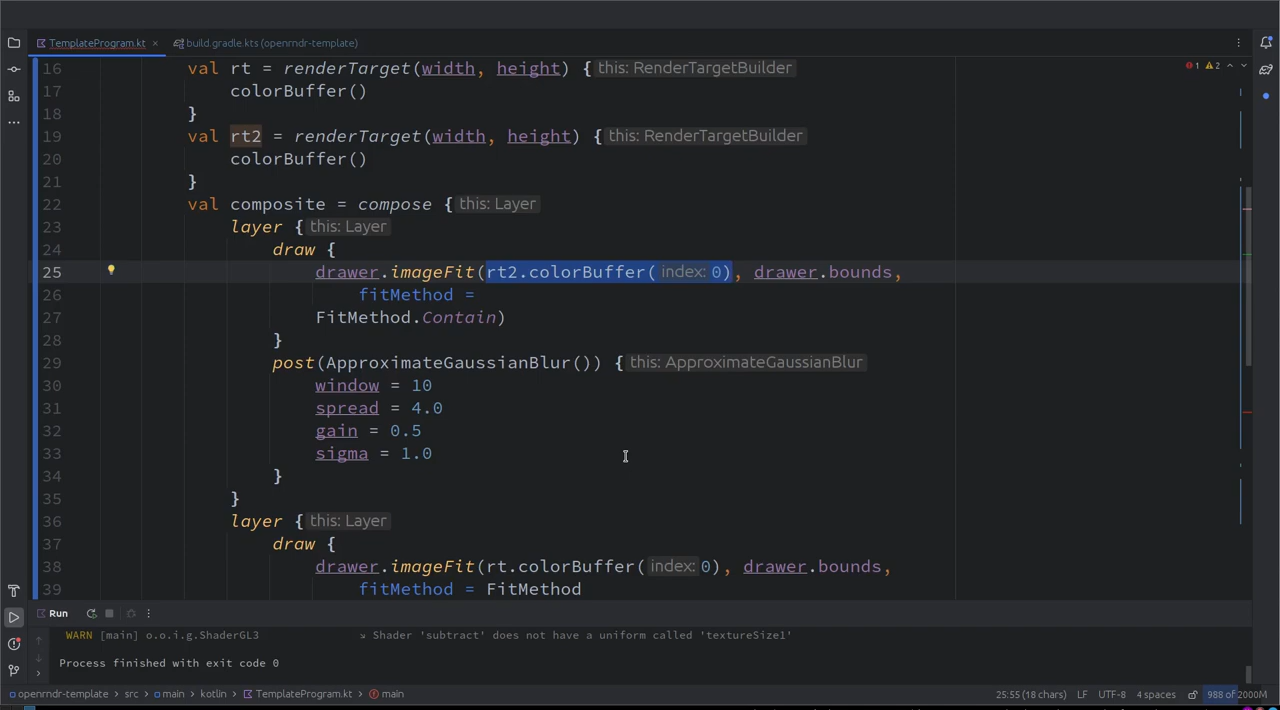 TemplateProgram.kt × build.gradle.kts (openrndr-template)
1 2
16 val rt = renderTarget(width, height) { this: RenderTargetBuilder
17 colorBuffer()
18 }
19 val rt2 = renderTarget(width, height) { this: RenderTargetBuilder
20 colorBuffer()
21 }
22 val composite = compose { this: Layer
23 layer { this: Layer
24 draw {
25 drawer.imageFit(rt2.colorBuffer( index: 0), drawer.bounds,
26 fitMethod =
27 FitMethod.Contain)
28 }
29 post(ApproximateGaussianBlur()) { this: ApproximateGaussianBlur
30 window = 10
31 spread = 4.0
32 gain = 0.5
33 sigma = 1.0
34 }
35 }
36 layer { this: Layer
37 draw {
38 drawer.imageFit(rt.colorBuffer( index: 0), drawer.bounds,
39 fitMethod = FitMethod
Run
WARN [main] o.o.i.g.ShaderGL3 ↘ Shader 'subtract' does not have a uniform called 'textureSize1'
Process finished with exit code 0
openrndr-template > src > main > kotlin > TemplateProgram.kt > main 25:55 (18 chars) LF UTF-8 4 spaces 988 of 2000M